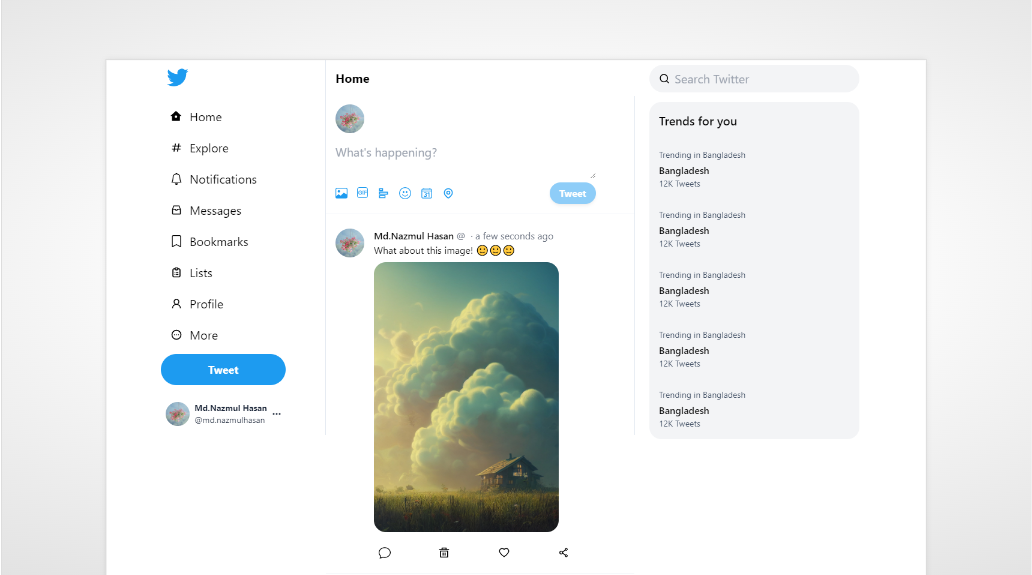 Home
Explore
Notifications
Messages
Bookmarks
Lists
Profile
More
Tweet
Md.Nazmul Hasan
@md.nazmulhasan
Home
What's happening?
GIF
31
Tweet
Md.Nazmul Hasan @ · a few seconds ago
What about this image! 😀😀😀
Search Twitter
Trends for you
Trending in Bangladesh
Bangladesh
12K Tweets
Trending in Bangladesh
Bangladesh
12K Tweets
Trending in Bangladesh
Bangladesh
12K Tweets
Trending in Bangladesh
Bangladesh
12K Tweets
Trending in Bangladesh
Bangladesh
12K Tweets